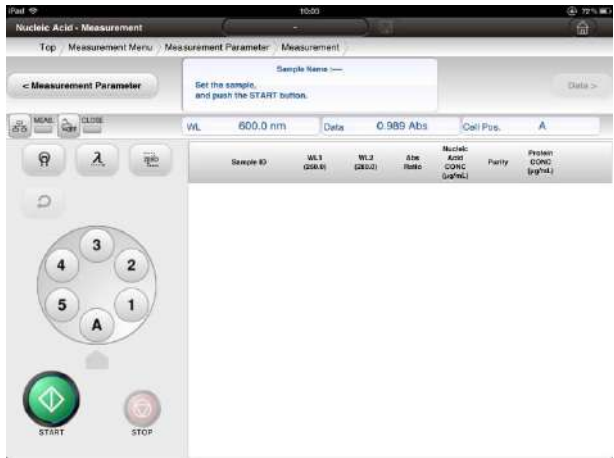 iPad 10:03 72%
Nucleic Acid - Measurement -
Top Measurement Menu Measurement Parameter Measurement
< Measurement Parameter
Sample Name :----
Set the sample,
and push the START button.
Data >
MENS. CLOSE
WL 600.0 nm Data 0.989 Abs Cell Pos. A
Sample ID
WL1
(260.0)
WL2
(280.0)
Abs
Ratio
Nucleic
Acid
CONC
(µg/mL)
Purity
Protein
CONC
(µg/mL)
λ
3
4 2
5 1
A
START STOP